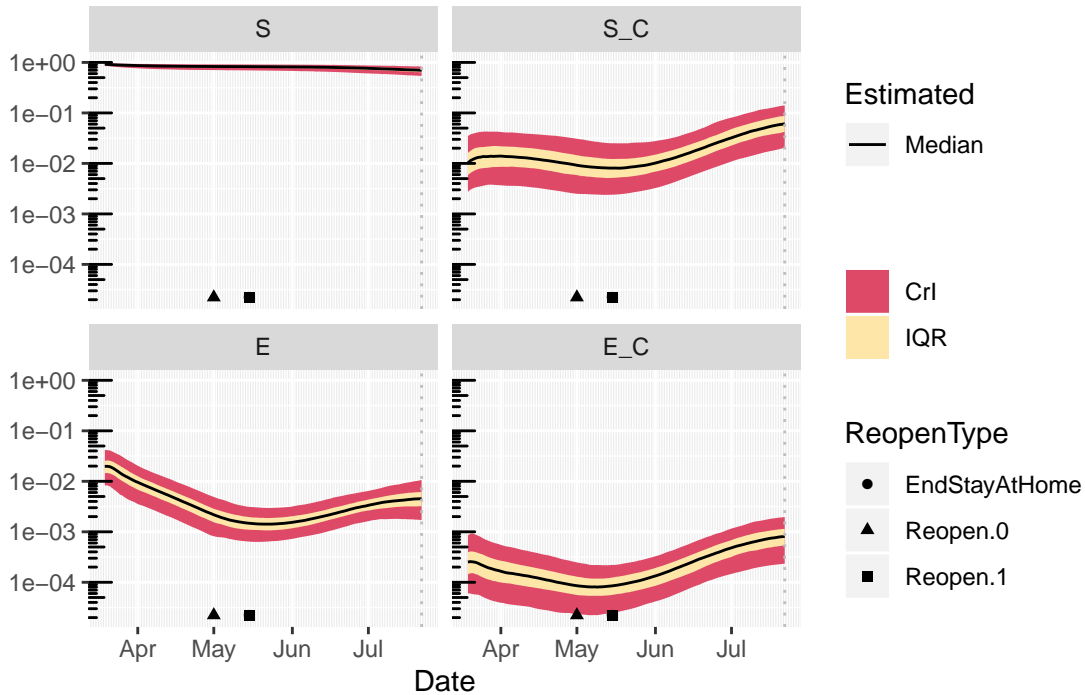 S
S_C
1e+00
1e−01
1e−02
1e−03
1e−04
E
E_C
1e+00
1e−01
1e−02
1e−03
1e−04
Apr May Jun Jul
Apr May Jun Jul
Date
Estimated
Median
CrI
IQR
ReopenType
EndStayAtHome
Reopen.0
Reopen.1